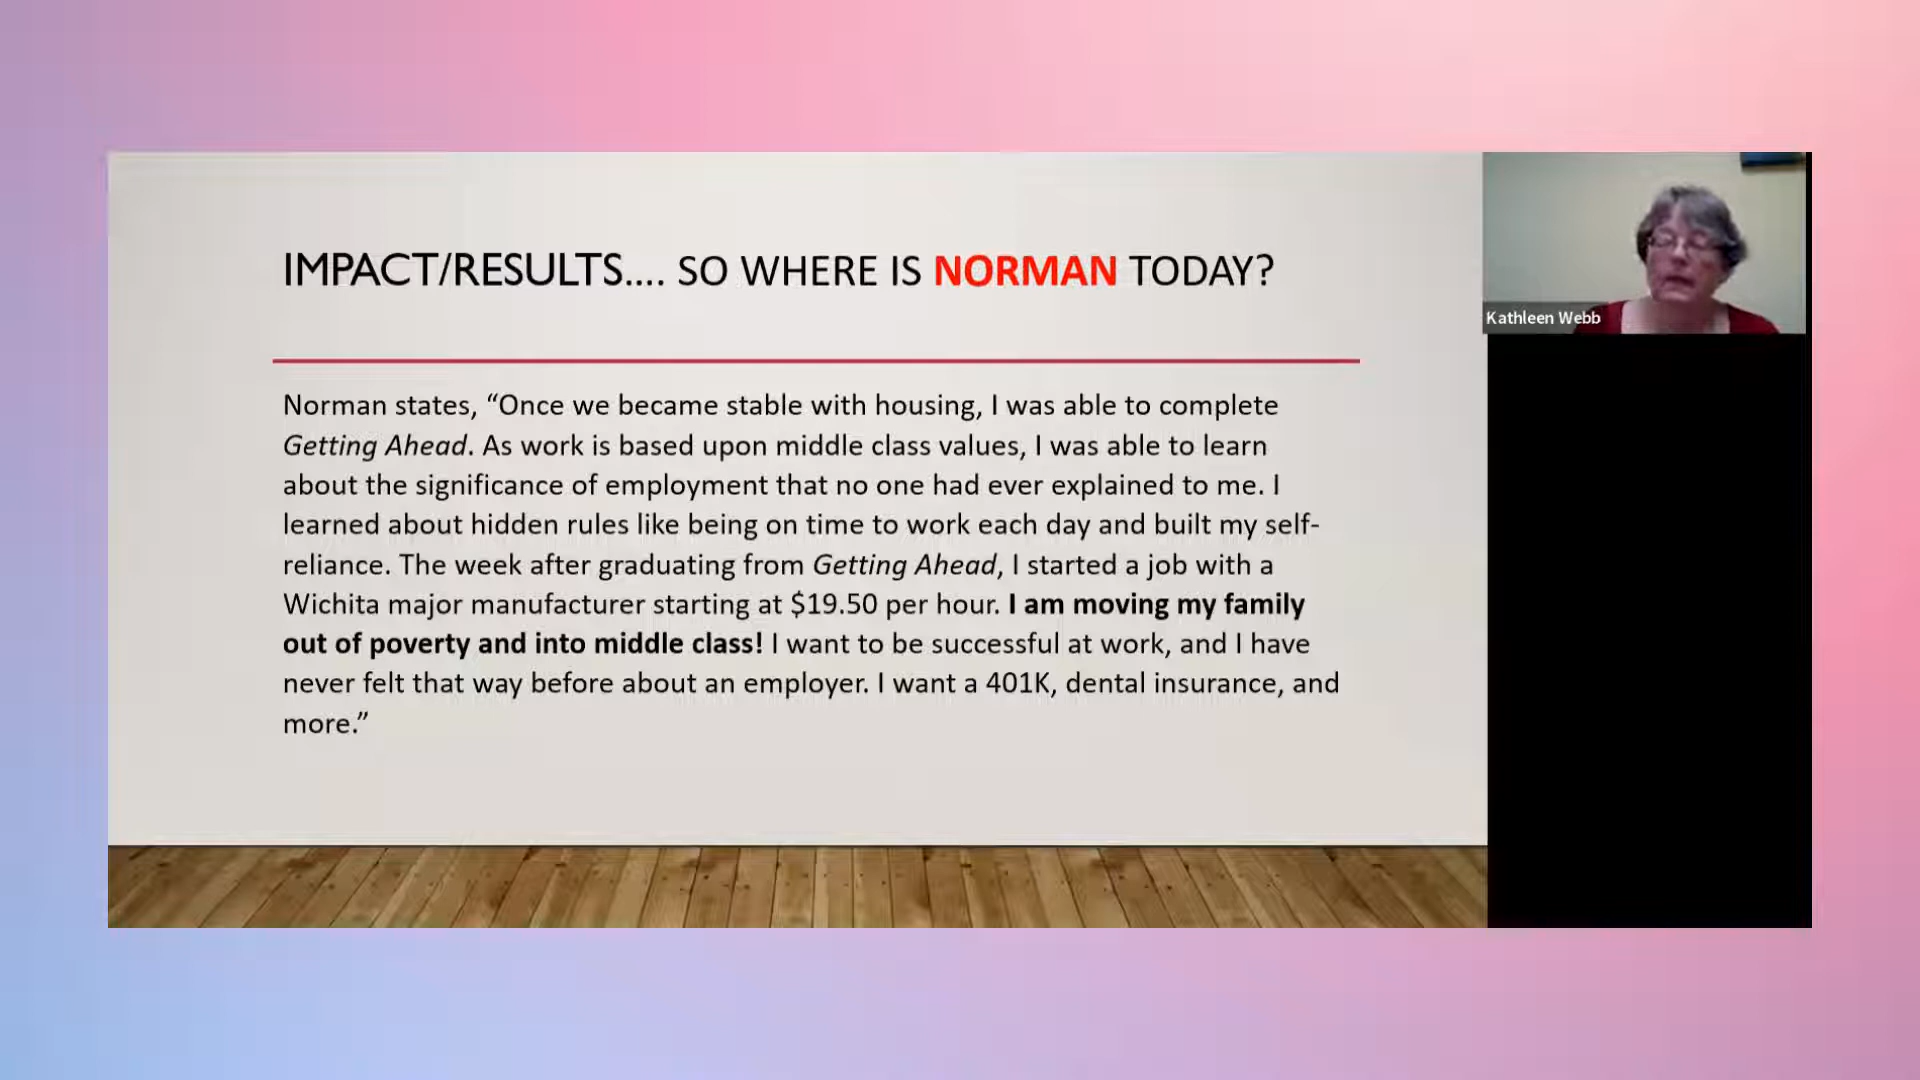 IMPACT/RESULTS.... SO WHERE IS NORMAN TODAY?
Norman states, “Once we became stable with housing, I was able to complete
Getting Ahead. As work is based upon middle class values, I was able to learn
about the significance of employment that no one had ever explained to me. I
learned about hidden rules like being on time to work each day and built my self-
reliance. The week after graduating from Getting Ahead, I started a job with a
Wichita major manufacturer starting at $19.50 per hour. I am moving my family
out of poverty and into middle class! I want to be successful at work, and I have
never felt that way before about an employer. I want a 401K, dental insurance, and
more.”
Kathleen Webb